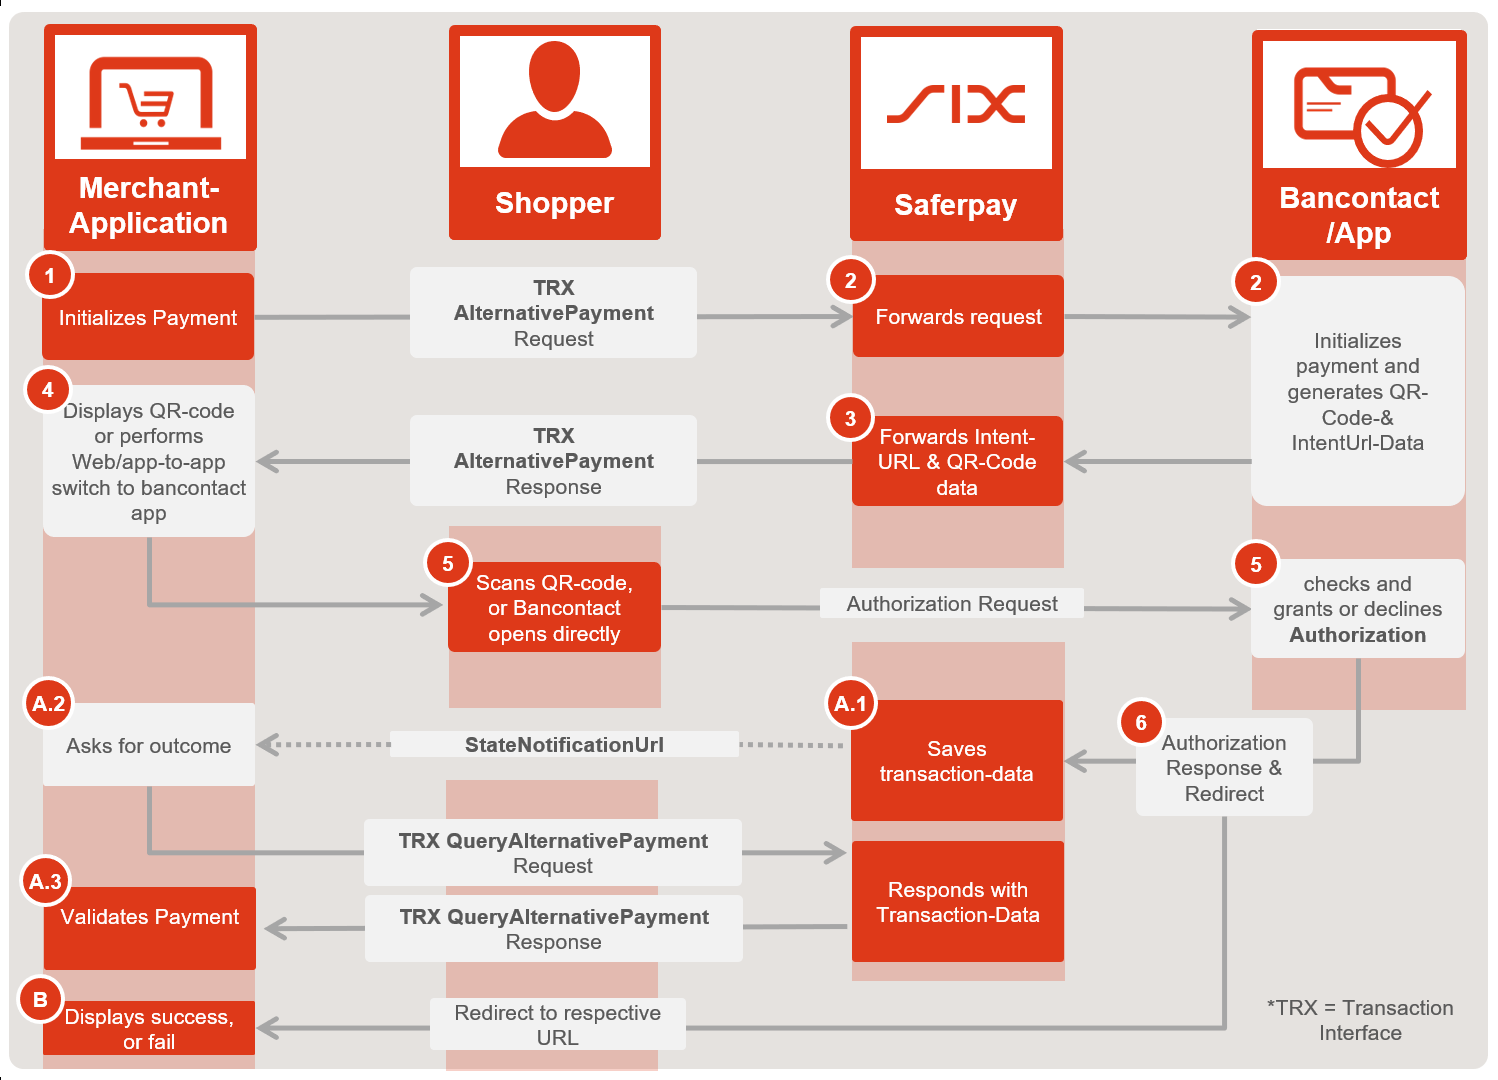 SIX
Merchant-
Application
Shopper
Saferpay
Bancontact
/App
1
Initializes Payment
TRX
AlternativePayment
Request
2
Forwards request
2
Initializes
payment and
generates QR-
Code-&
IntentUrl-Data
4
Displays QR-code
or performs
Web/app-to-app
switch to bancontact
app
TRX
AlternativePayment
Response
3
Forwards Intent-
URL & QR-Code
data
5
Scans QR-code,
or Bancontact
opens directly
Authorization Request
5
checks and
grants or declines
Authorization
A.2
Asks for outcome
StateNotificationUrl
A.1
Saves
transaction-data
6
Authorization
Response &
Redirect
TRX QueryAlternativePayment
Request
A.3
Validates Payment
TRX QueryAlternativePayment
Response
Responds with
Transaction-Data
B
Displays success,
or fail
Redirect to respective
URL
*TRX = Transaction
Interface